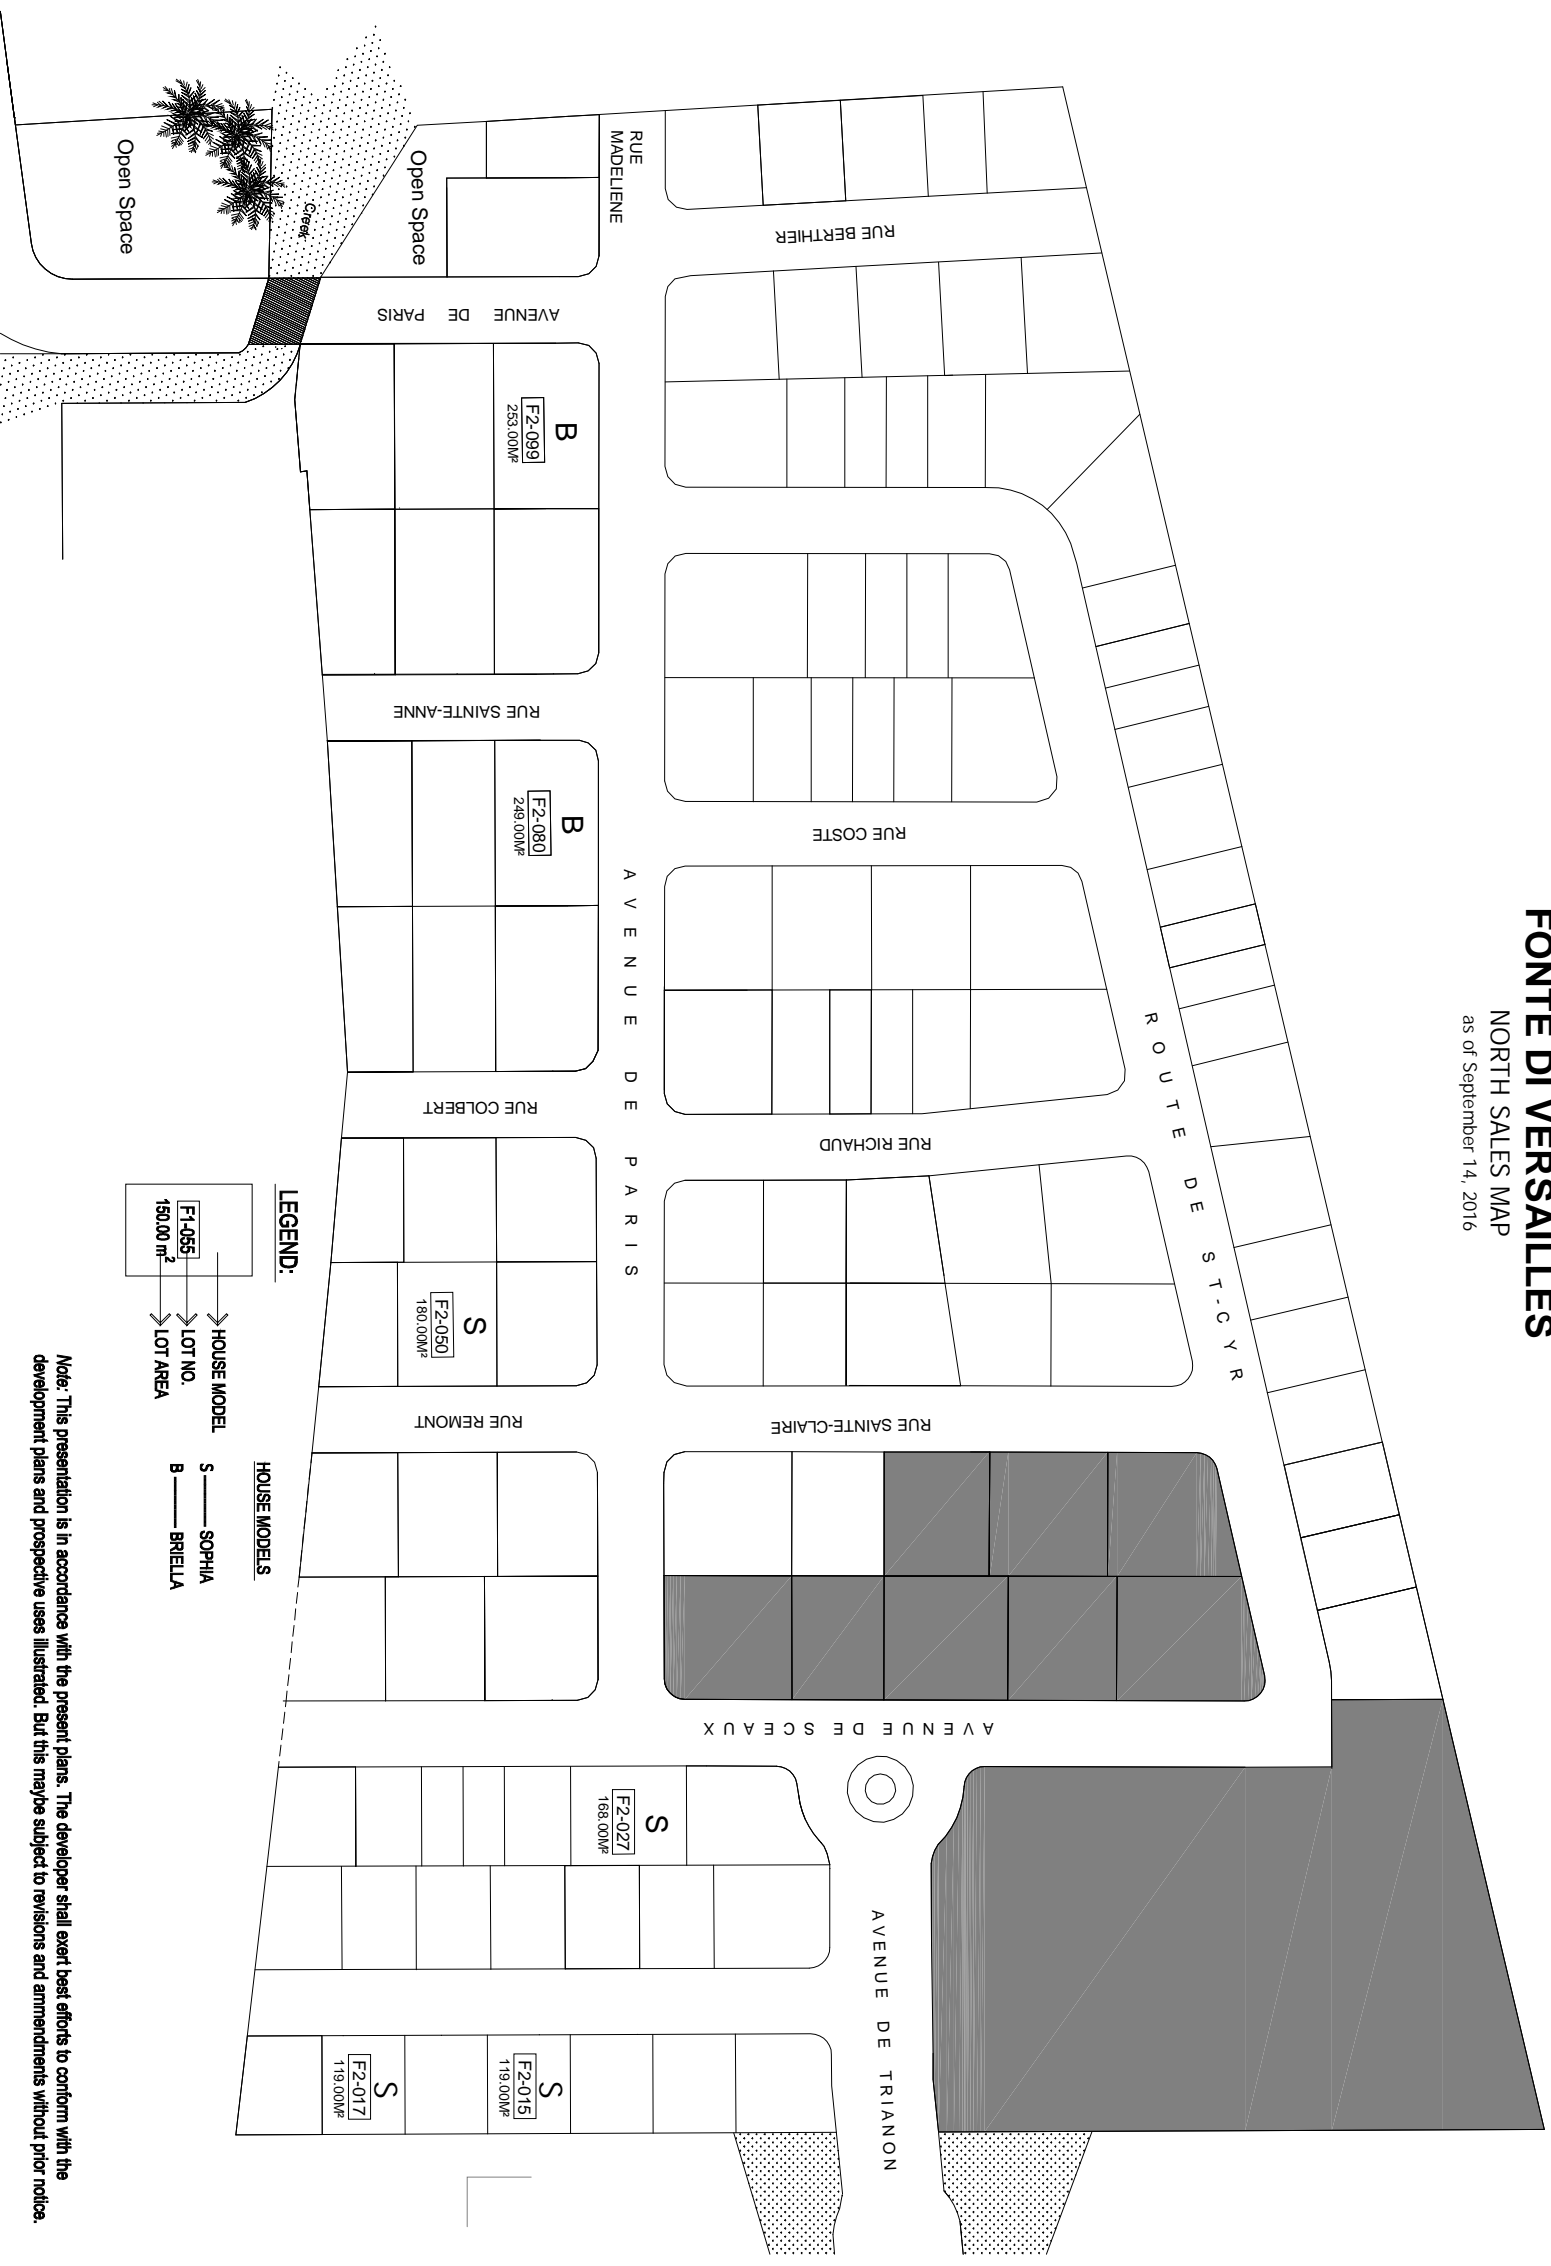 FONTE DI VERSAILLES
NORTH SALES MAP
as of September 14, 2016
RUE BERTHIER
RUE
MADELIENE
Open Space
Creek
Open Space
AVENUE DE PARIS
B
F2-099
253.00M²
RUE SAINTE-ANNE
B
F2-080
249.00M²
RUE COSTE
AVENUE DE PARIS
ROUTE DE ST-CYR
RUE COLBERT
RUE RICHAUD
S
F2-050
180.00M²
RUE REMONT
RUE SAINTE-CLAIRE
AVENUE DE SCEAUX
S
F2-027
168.00M²
AVENUE DE TRIANON
S
F2-015
119.00M²
S
F2-017
119.00M²
LEGEND:
F1-055
150.00 m²
HOUSE MODEL
LOT NO.
LOT AREA
HOUSE MODELS
S SOPHIA
B BRIELLA
Note: This presentation is in accordance with the present plans. The developer shall exert best efforts to conform with the
development plans and prospective uses illustrated. But this maybe subject to revisions and ammendments without prior notice.